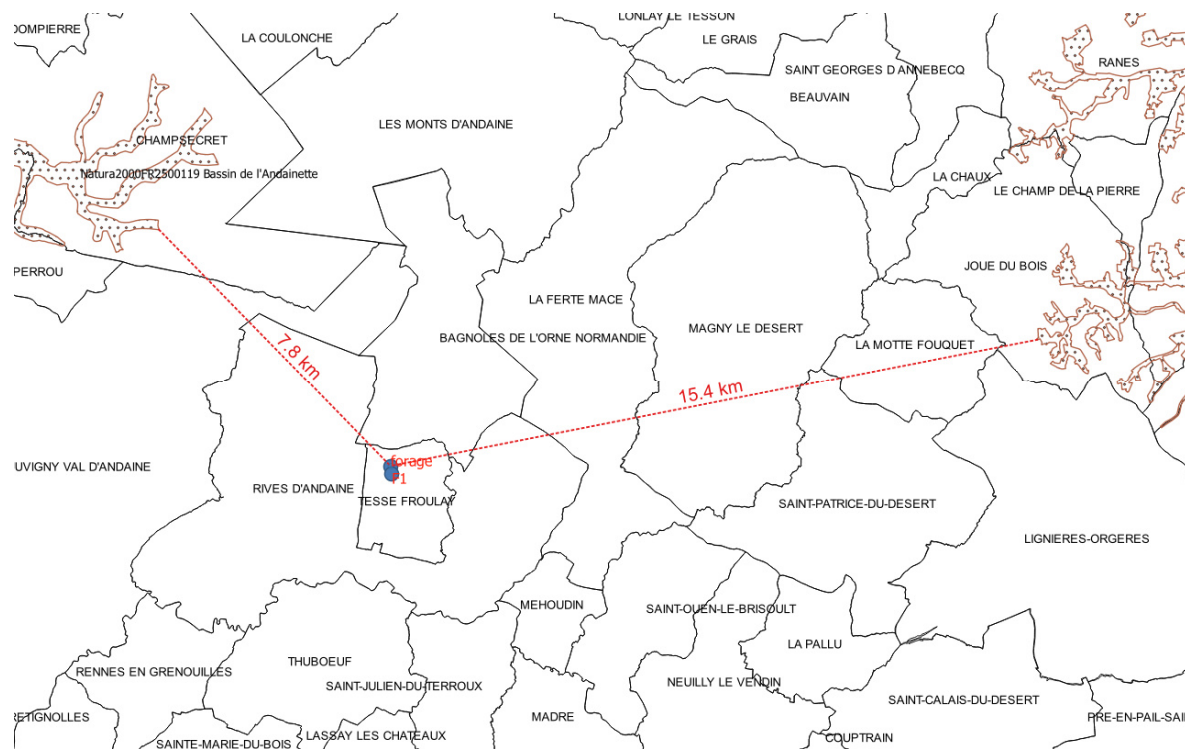 LONLAY LE TESSON
DOMPIERRE
LA COULONCHE
LE GRAIS
RANES
SAINT GEORGES D ANNEBECQ
BEAUVAIN
LES MONTS D'ANDAINE
CHAMPSECRET
Natura2000FR2500119 Bassin de l'Andainette
LA CHAUX
LE CHAMP DE LA PIERRE
PERROU
JOUE DU BOIS
LA FERTE MACE
MAGNY LE DESERT
BAGNOLES DE L'ORNE NORMANDIE
LA MOTTE FOUQUET
7.8 km
15.4 km
forage
F1
UVIGNY VAL D'ANDAINE
RIVES D'ANDAINE
TESSE FROULAY
SAINT-PATRICE-DU-DESERT
LIGNIERES-ORGERES
MEHOUDIN
SAINT-OUEN-LE-BRISOULT
LA PALLU
THUBOEUF
RENNES EN GRENOUILLES
SAINT-JULIEN-DU-TERROUX
NEUILLY LE VENDIN
SAINT-CALAIS-DU-DESERT
RETIGNOLLES
MADRE
PRE-EN-PAIL-SAI
LASSAY LES CHATEAUX
COUPTRAIN
SAINTE-MARIE-DU-BOIS